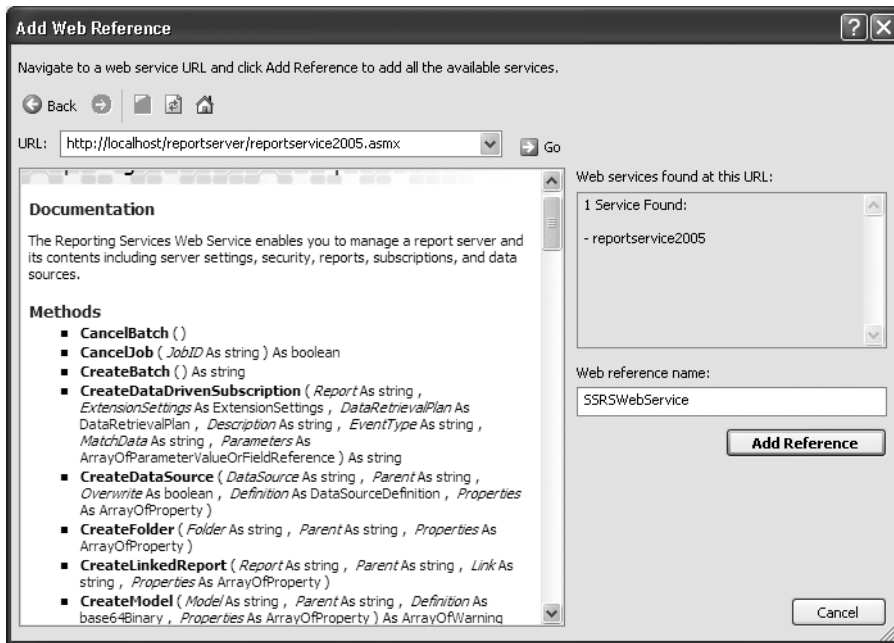 Add Web Reference
Navigate to a web service URL and click Add Reference to add all the available services.
Back
URL:
http://localhost/reportserver/reportservice2005.asmx
Go
Documentation
The Reporting Services Web Service enables you to manage a report server and
its contents including server settings, security, reports, subscriptions, and data
sources.
Methods
▪ CancelBatch ()
▪ CancelJob ( JobID As string ) As boolean
▪ CreateBatch () As string
▪ CreateDataDrivenSubscription ( Report As string ,
ExtensionSettings As ExtensionSettings , DataRetrievalPlan As
DataRetrievalPlan , Description As string , EventType As string ,
MatchData As string , Parameters As
ArrayOfParameterValueOrFieldReference ) As string
▪ CreateDataSource ( DataSource As string , Parent As string ,
Overwrite As boolean , Definition As DataSourceDefinition , Properties
As ArrayOfProperty )
▪ CreateFolder ( Folder As string , Parent As string , Properties As
ArrayOfProperty )
▪ CreateLinkedReport ( Report As string , Parent As string , Link As
string , Properties As ArrayOfProperty )
▪ CreateModel ( Model As string , Parent As string , Definition As
base64Binary , Properties As ArrayOfProperty ) As ArrayOfWarning
Web services found at this URL:
1 Service Found:
- reportservice2005
Web reference name:
SSRSWebService
Add Reference
Cancel